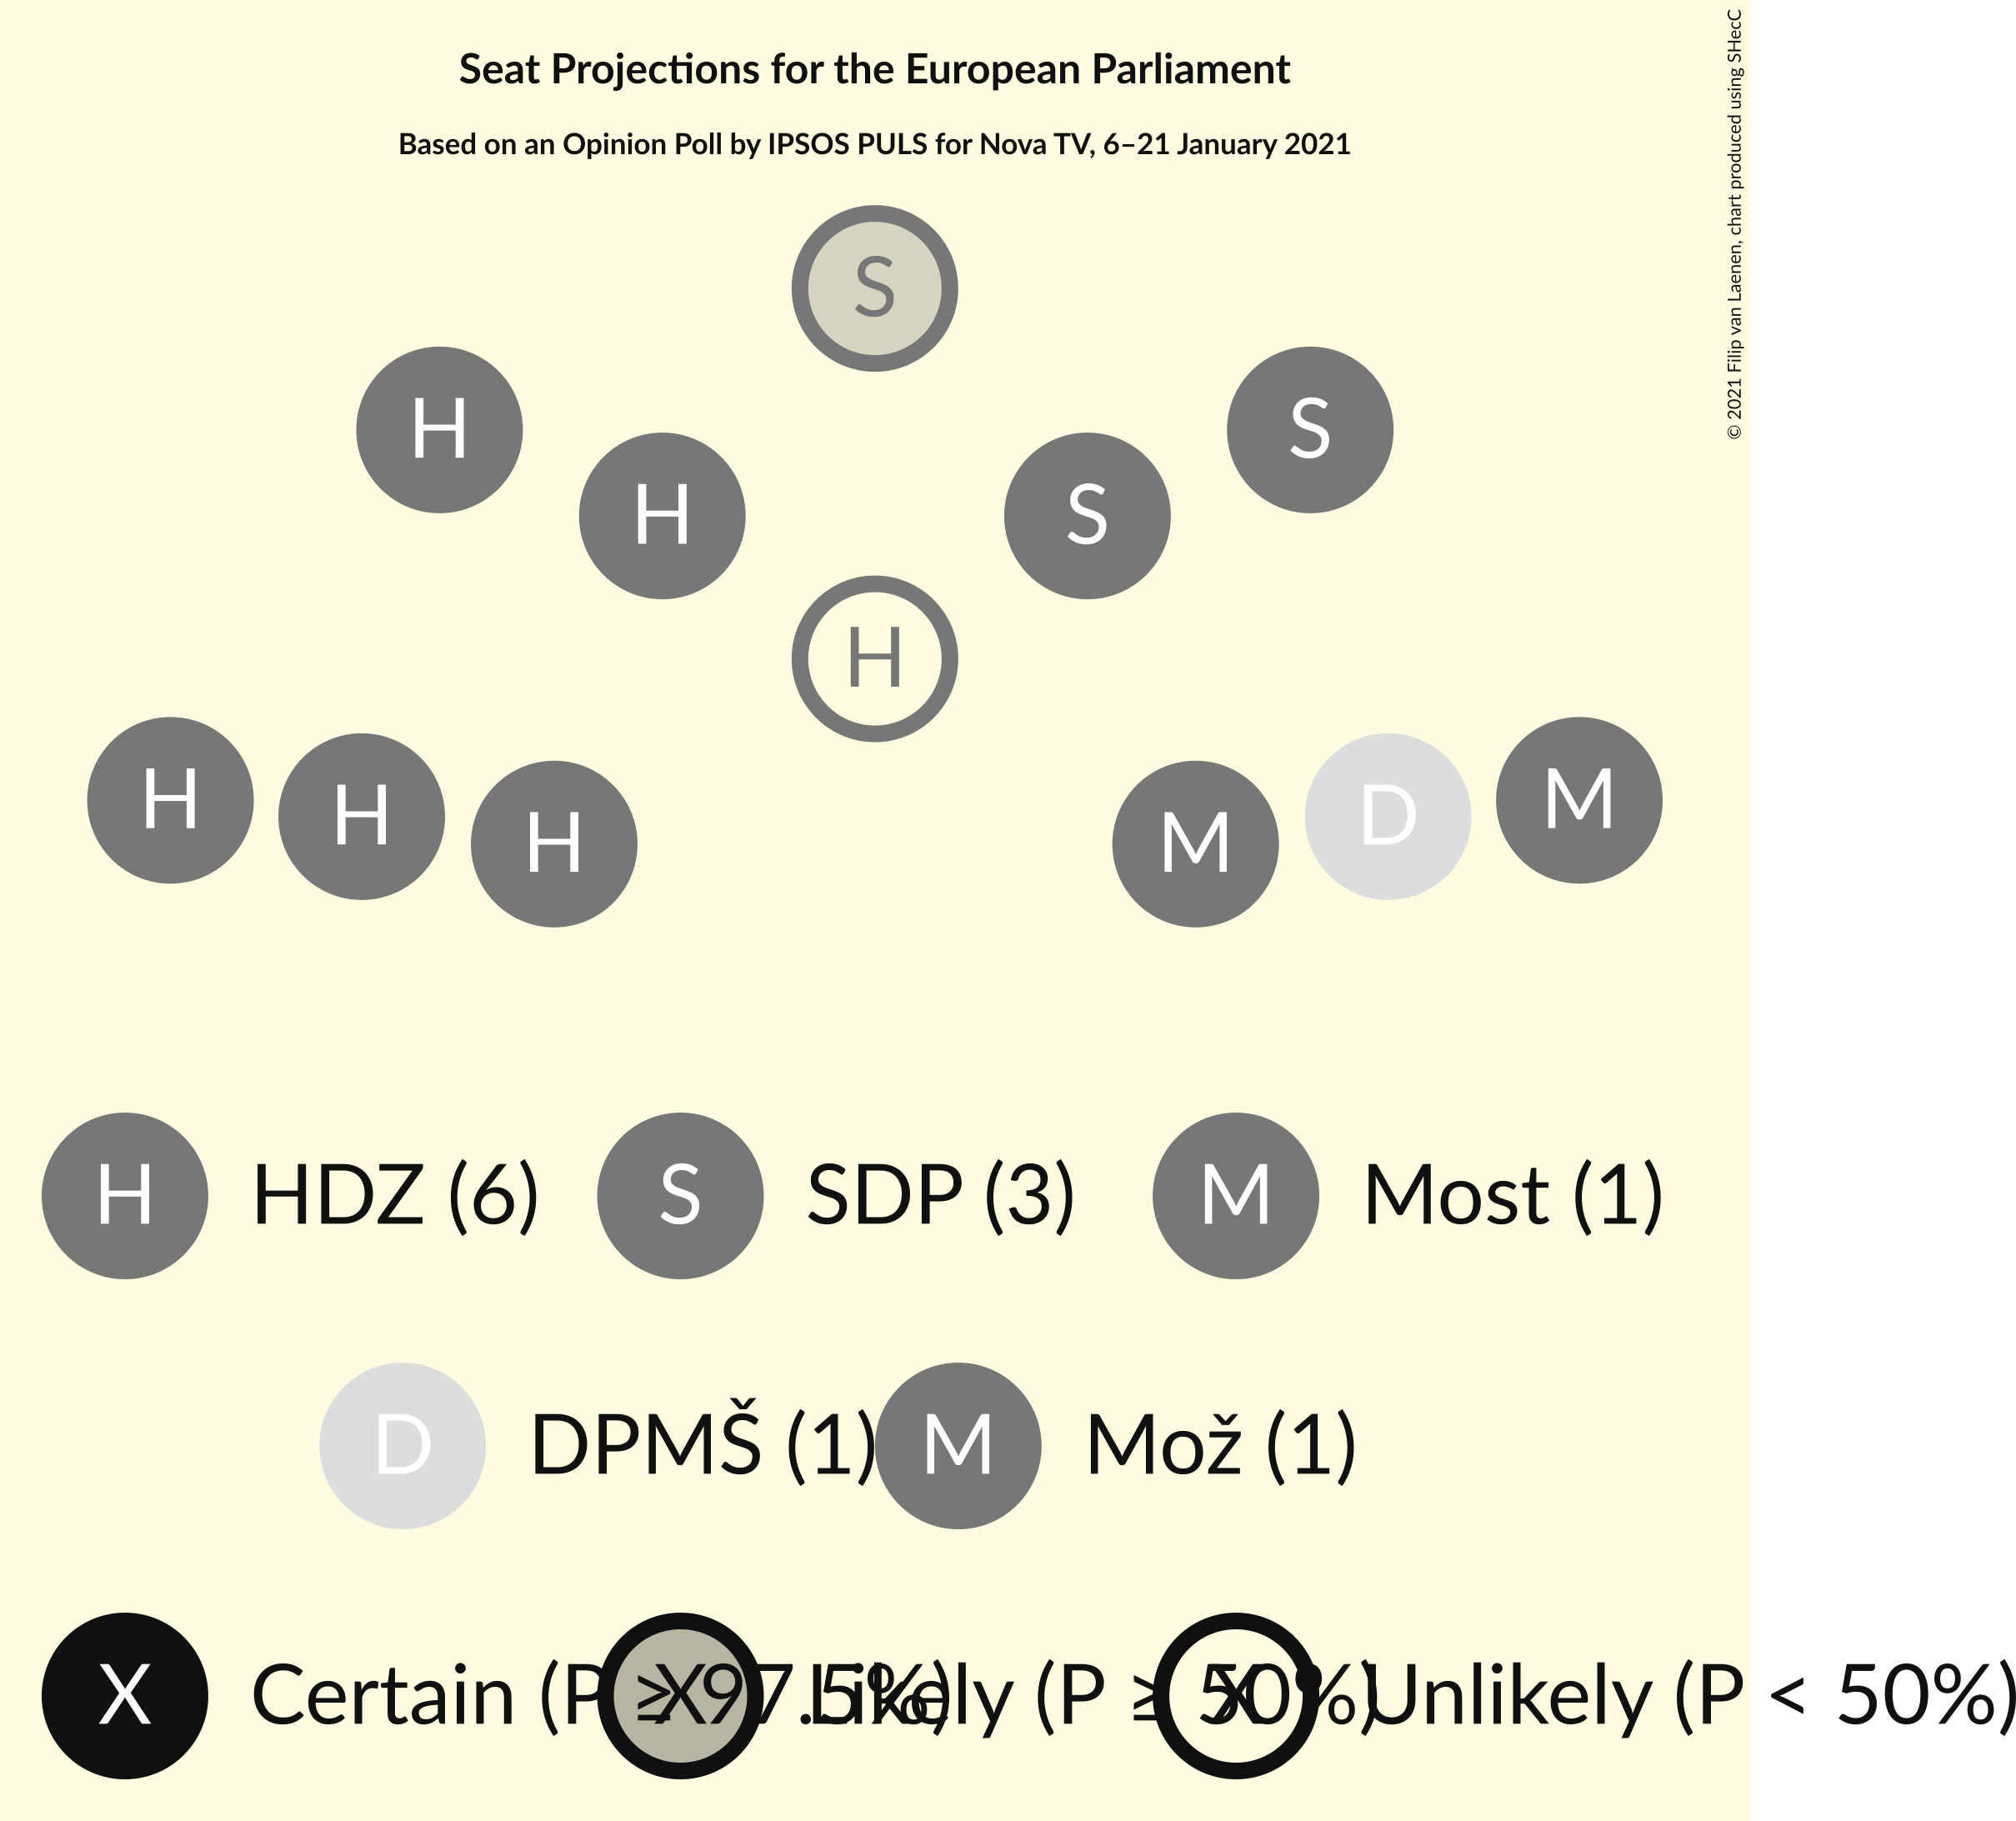 Seat Projections for the European Parliament
Based on an Opinion Poll by IPSOS PULS for Nova TV, 6–21 January 2021
© 2021 Filip van Laenen, chart produced using SHecC
S
H
S
H
S
H
H
M
H
D
H
M
H HDZ (6) S SDP (3) M Most (1)
D DPMŠ (1) M Mož (1)
X Certain (P ≥ 97.5%) X Likely (P ≥ 50%) X Unlikely (P < 50%)